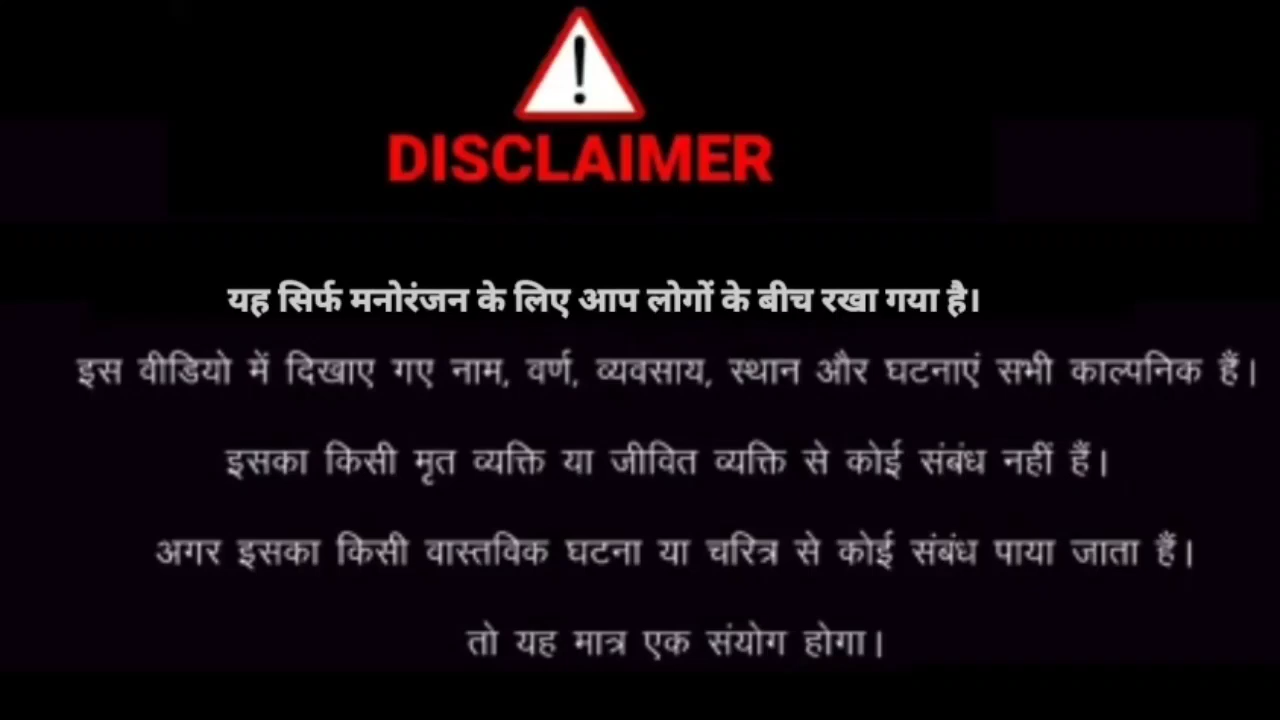 DISCLAIMER
यह सिर्फ मनोरंजन के लिए आप लोगों के बीच रखा गया है।
इस वीडियो में दिखाए गए नाम, वर्ण, व्यवसाय, स्थान और घटनाएं सभी काल्पनिक हैं।
इसका किसी मृत व्यक्ति या जीवित व्यक्ति से कोई संबंध नहीं हैं।
अगर इसका किसी वास्तविक घटना या चरित्र से कोई संबंध पाया जाता हैं।
तो यह मात्र एक संयोग होगा।